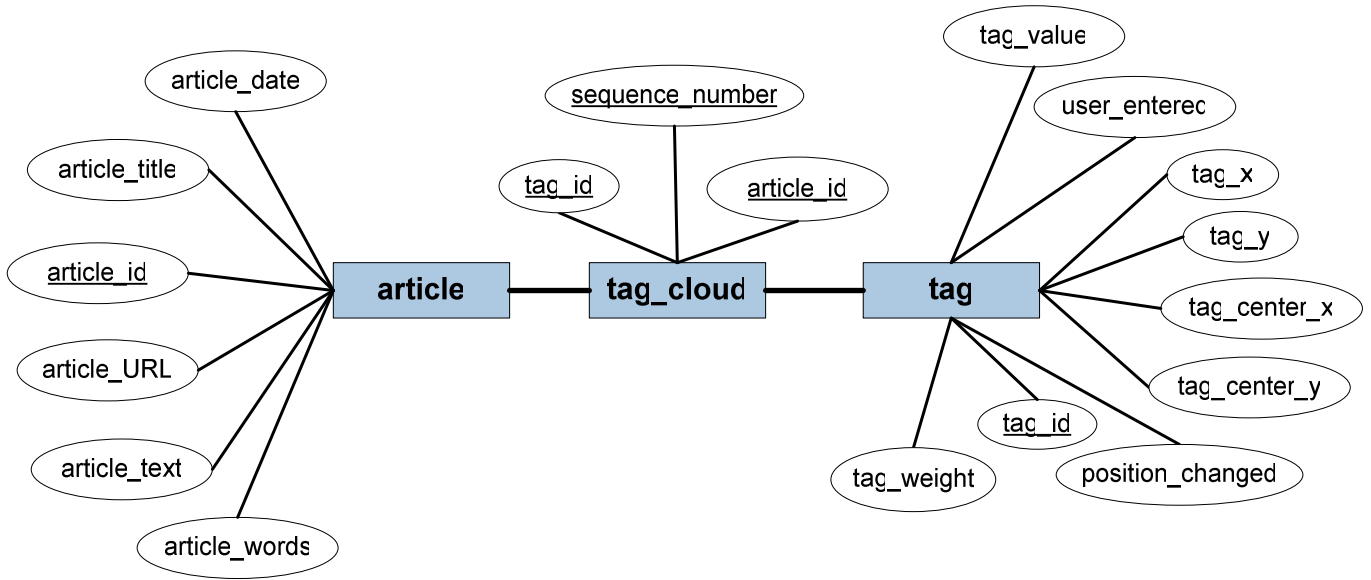 tag_value
article_date
sequence_number
user_entered
article_title
tag_id
article_id
tag_x
tag_y
article_id
article
tag_cloud
tag
tag_center_x
article_URL
tag_center_y
tag_id
article_text
tag_weight
position_changed
article_words